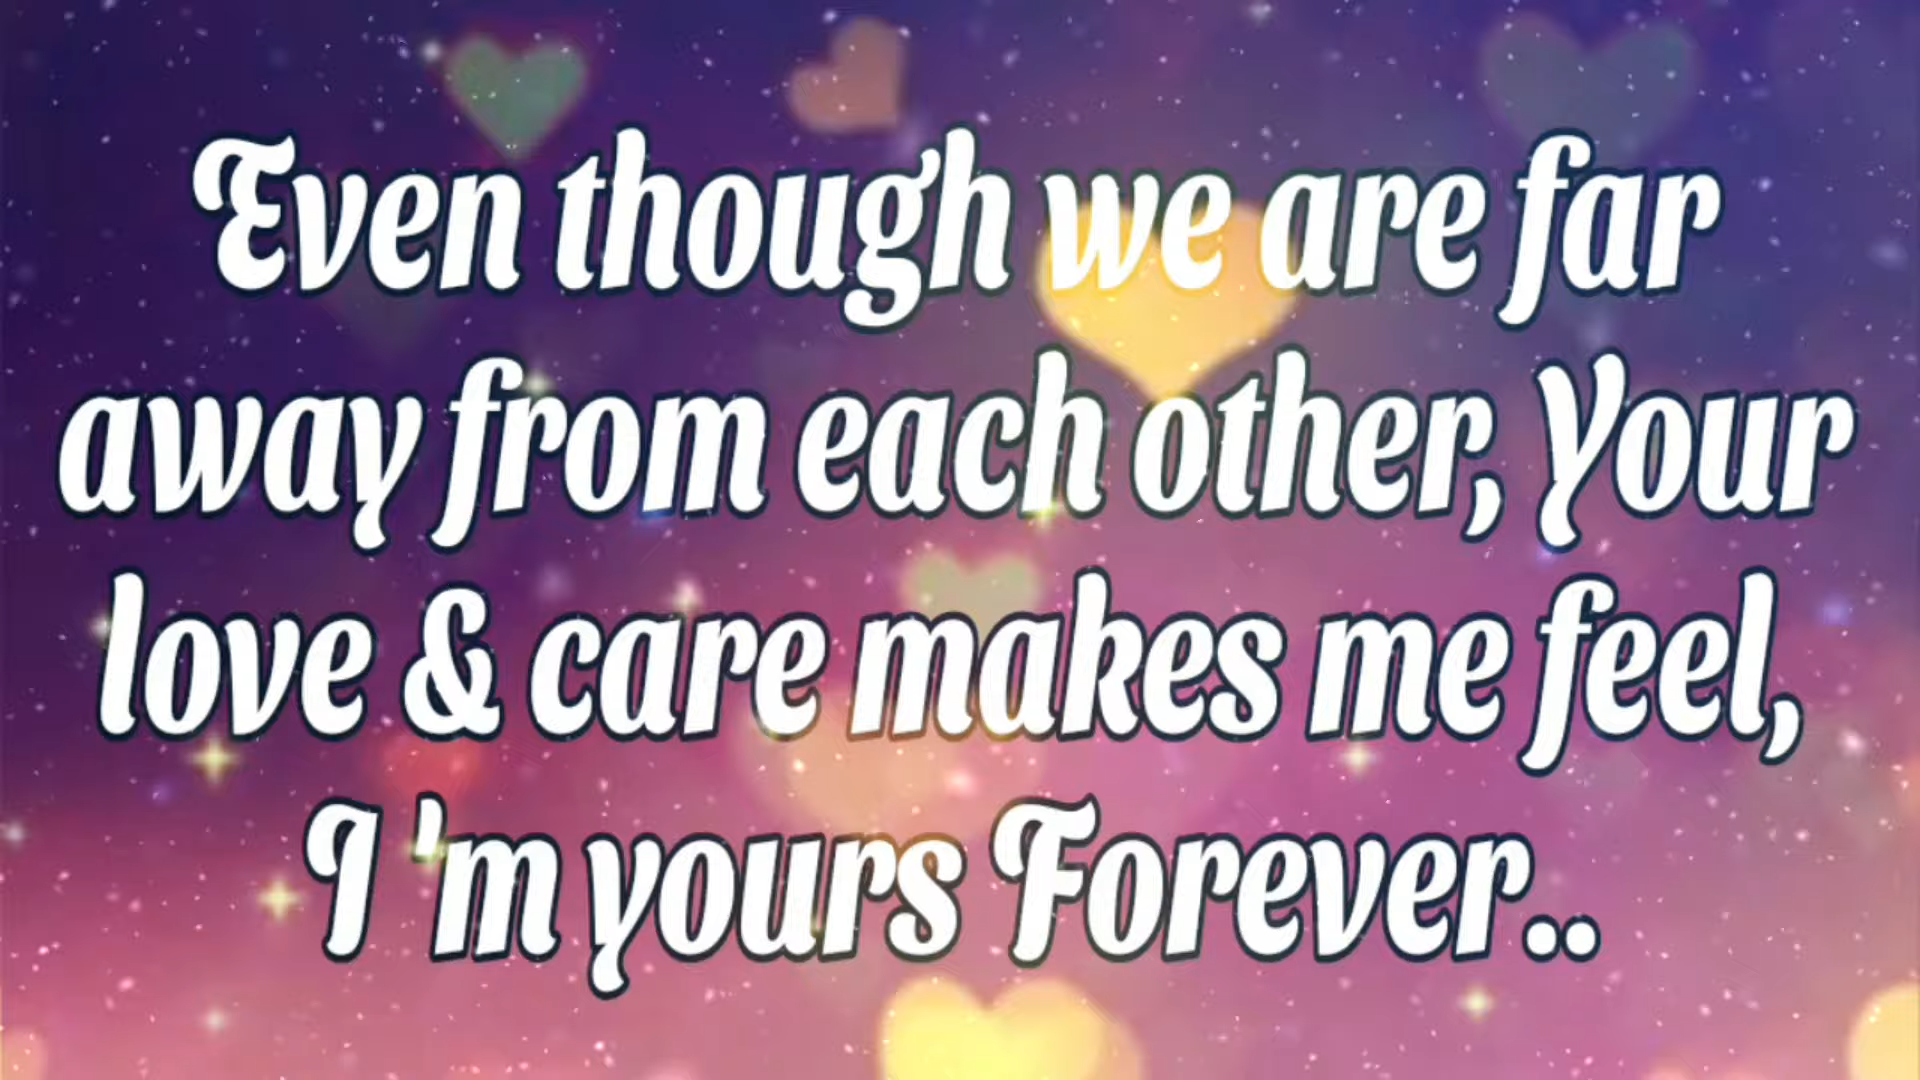 Even though we are far
away from each other, Your
love & care makes me feel,
I 'm yours Forever..